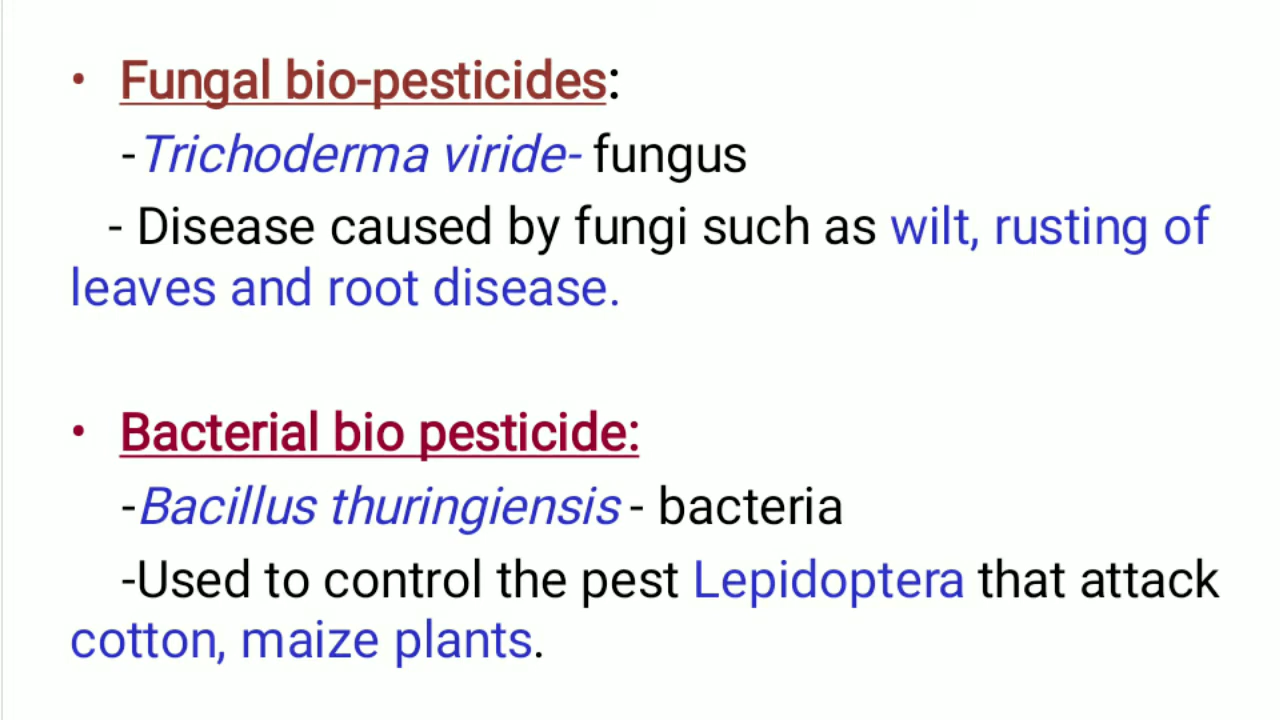 • Fungal bio-pesticides:
-Trichoderma viride- fungus
- Disease caused by fungi such as wilt, rusting of
leaves and root disease.
• Bacterial bio pesticide:
-Bacillus thuringiensis - bacteria
-Used to control the pest Lepidoptera that attack
cotton, maize plants.